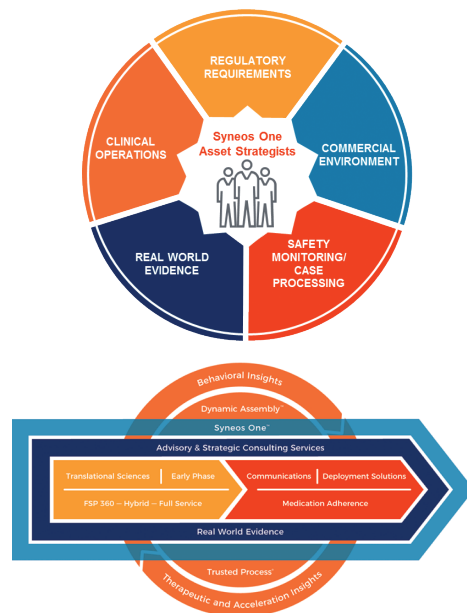 REGULATORY
REQUIREMENTS
CLINICAL
OPERATIONS
Syneos One
Asset Strategists
COMMERCIAL
ENVIRONMENT
REAL WORLD
EVIDENCE
SAFETY
MONITORING/
CASE
PROCESSING
Behavioral Insights
Dynamic Assembly™
Syneos One™
Advisory & Strategic Consulting Services
Translational Sciences | Early Phase
Communications | Deployment Solutions
FSP 360 – Hybrid – Full Service
Medication Adherence
Real World Evidence
Trusted Process®
Therapeutic and Acceleration Insights